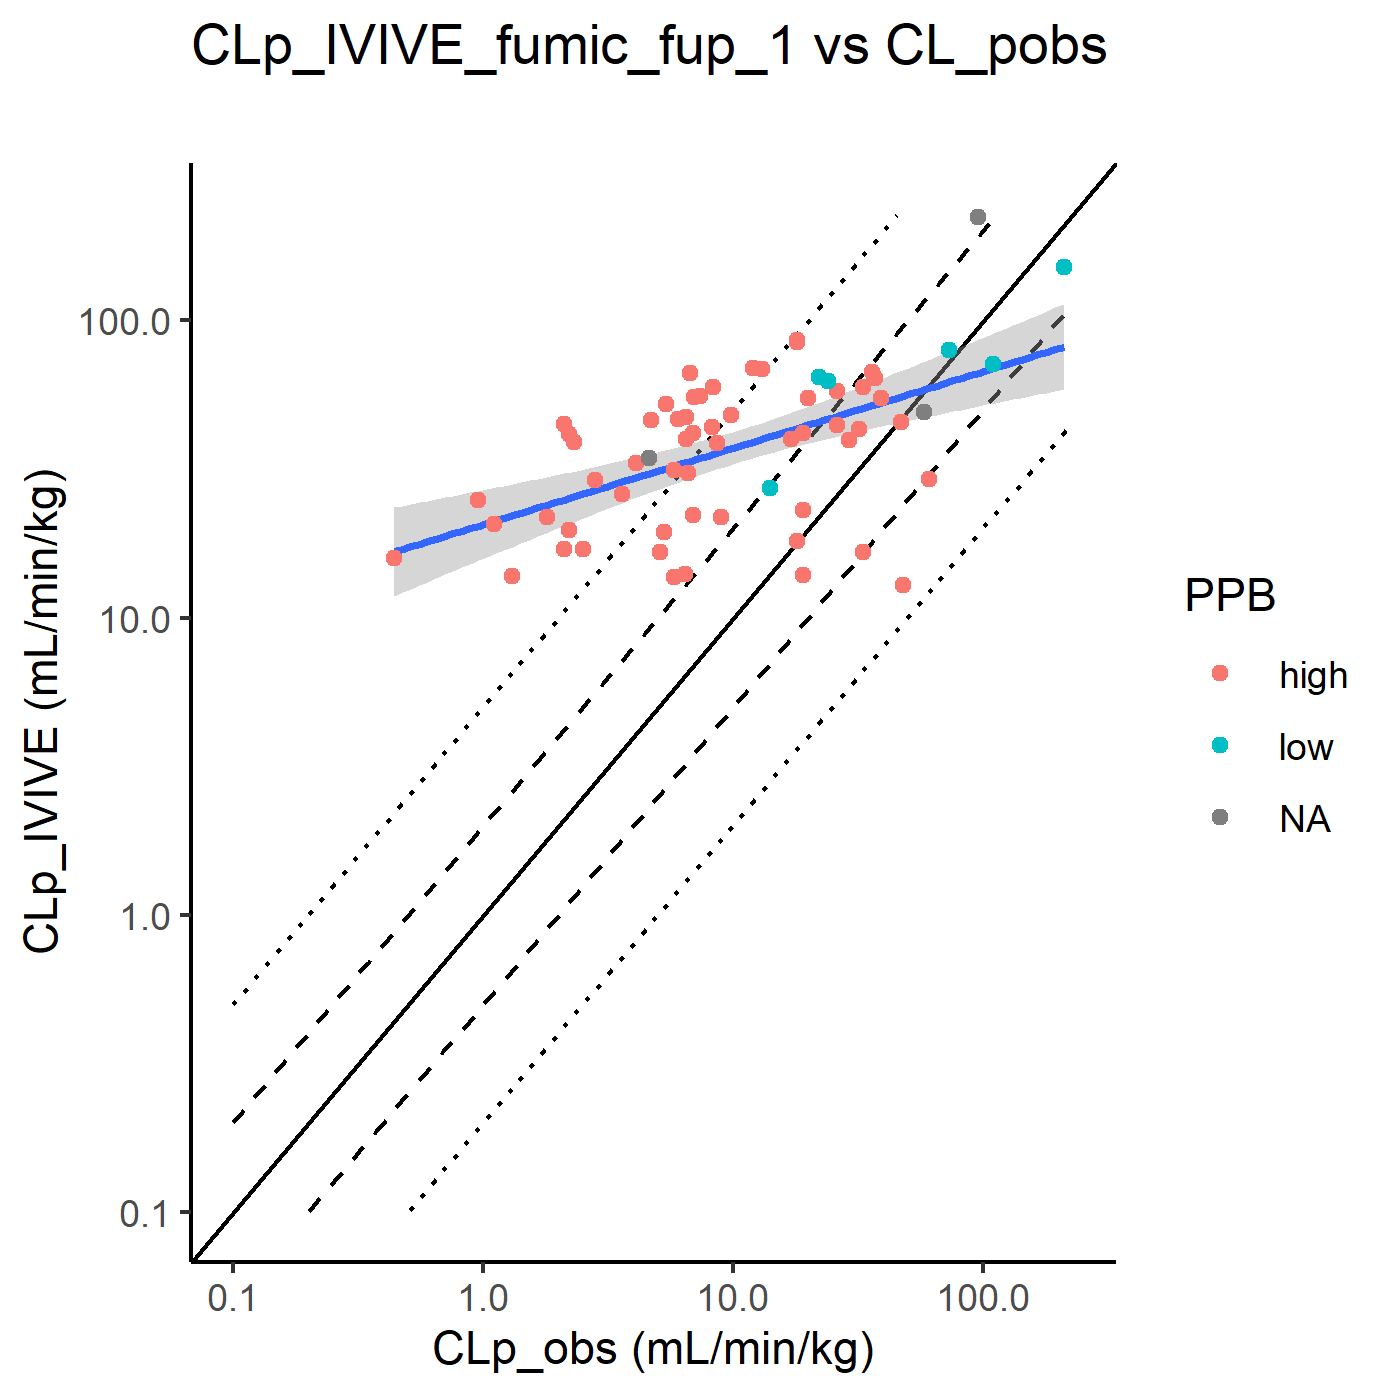 CLp_IVIVE_fumic_fup_1 vs CL_pobs
CLp_IVIVE (mL/min/kg)
100.0
10.0
1.0
0.1
0.1
1.0
10.0
100.0
CLp_obs (mL/min/kg)
PPB
high
low
NA